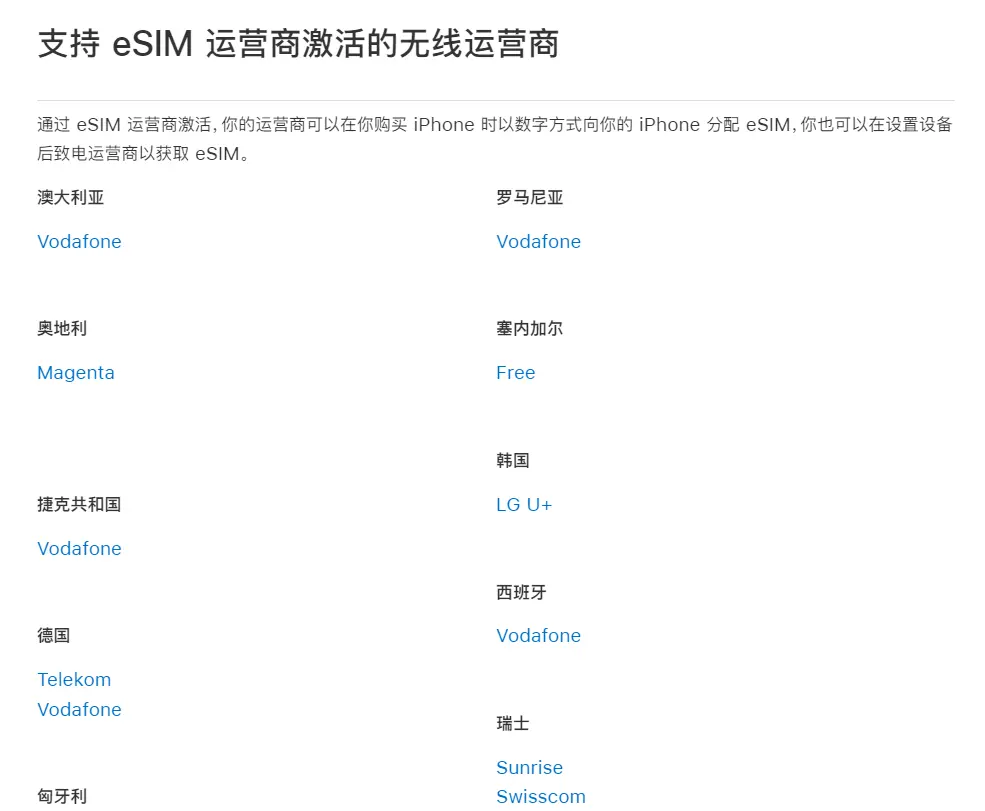 支持 eSIM 运营商激活的无线运营商
通过 eSIM 运营商激活，你的运营商可以在你购买 iPhone 时以数字方式向你的 iPhone 分配 eSIM，你也可以在设置设备
后致电运营商以获取 eSIM。
澳大利亚
Vodafone
奥地利
Magenta
捷克共和国
Vodafone
德国
Telekom
Vodafone
匈牙利
罗马尼亚
Vodafone
塞内加尔
Free
韩国
LG U+
西班牙
Vodafone
瑞士
Sunrise
Swisscom